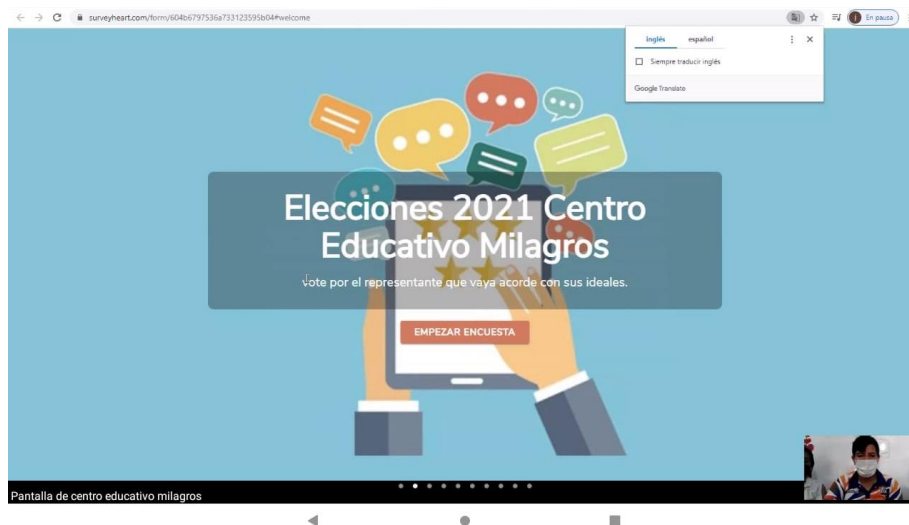 surveyheart.com/form/604b6797536a733123595b04#welcome
En pausa
inglés español
Siempre traducir inglés
Google Translate
Elecciones 2021 Centro
Educativo Milagros
Vote por el representante que vaya acorde con sus ideales.
EMPEZAR ENCUESTA
Pantalla de centro educativo milagros